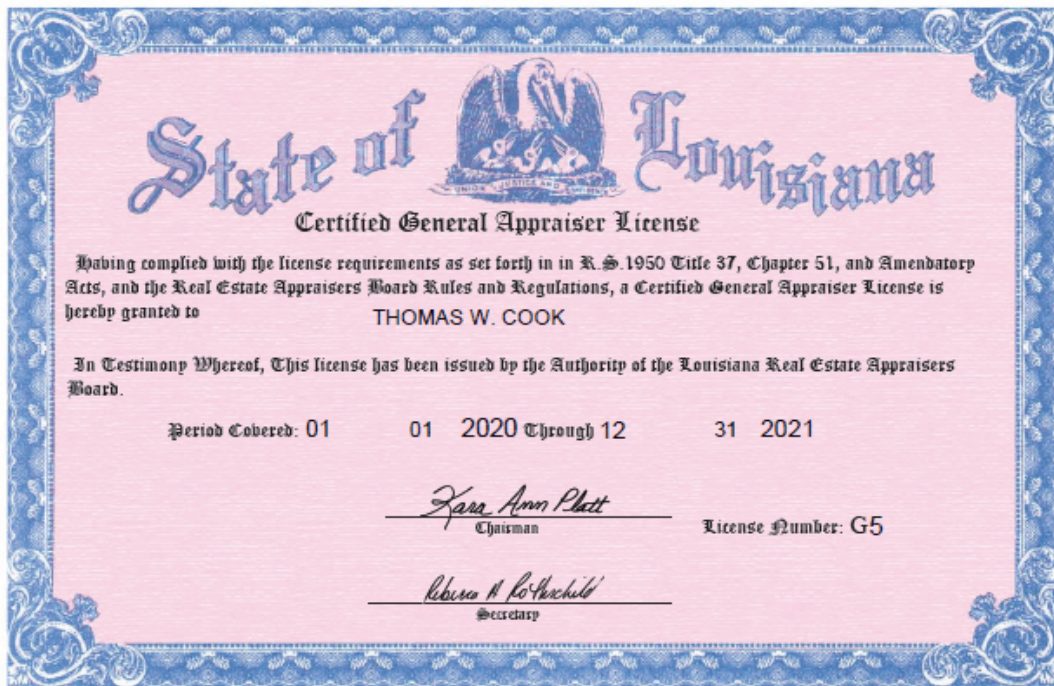 State of Louisiana
UNION JUSTICE AND
Certified General Appraiser License
Having complied with the license requirements as set forth in in R.S.1950 Title 37, Chapter 51, and Amendatory
Acts, and the Real Estate Appraisers Board Rules and Regulations, a Certified General Appraiser License is
hereby granted to THOMAS W. COOK
In Testimony Whereof, This license has been issued by the Authority of the Louisiana Real Estate Appraisers
Board.
Period Covered: 01 01 2020 Through 12 31 2021
Kara Ann Platt
Chaisman License Number: G5
Rebecca A Rothschild
Secretary